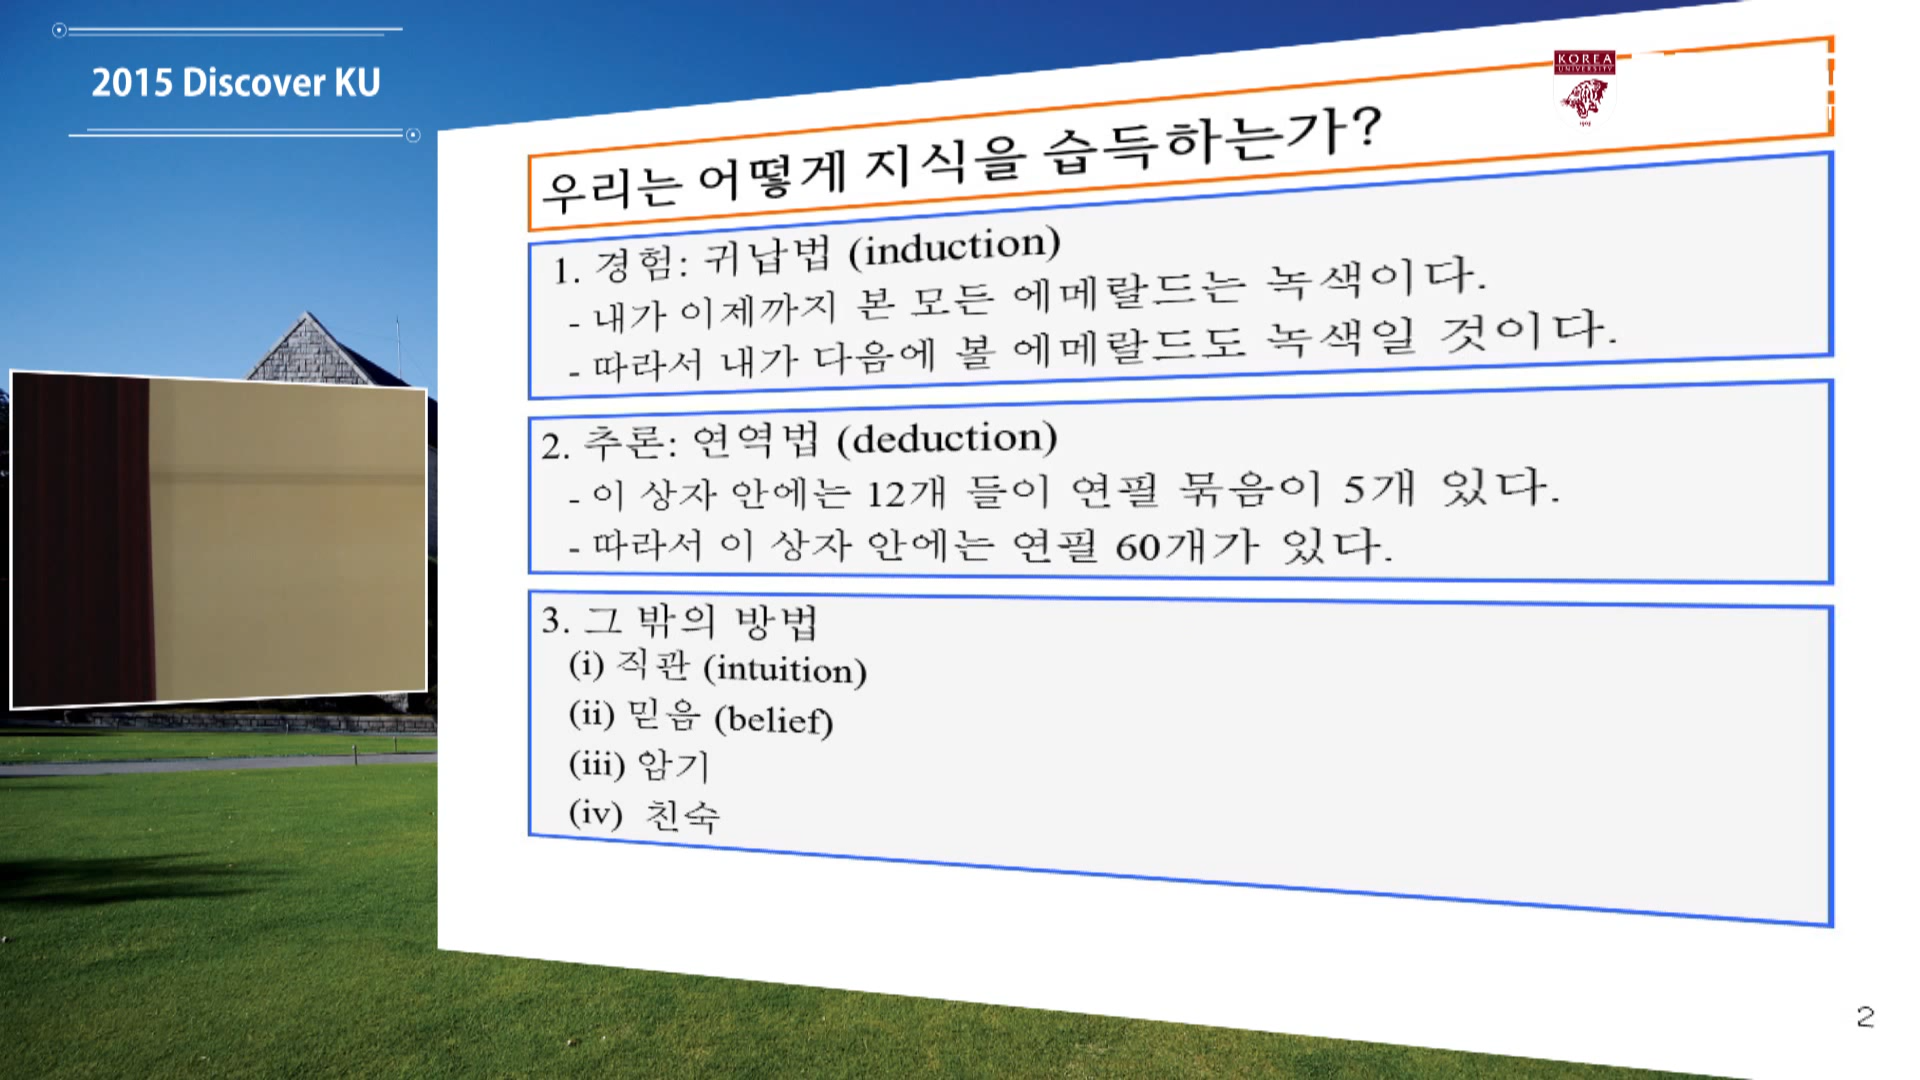 2015 Discover KU
KOREA
UNIVERSITY
1905
우리는 어떻게 지식을 습득하는가?
1. 경험: 귀납법 (induction)
- 내가 이제까지 본 모든 에메랄드는 녹색이다.
- 따라서 내가 다음에 볼 에메랄드도 녹색일 것이다.
2. 추론: 연역법 (deduction)
- 이 상자 안에는 12개 들이 연필 묶음이 5개 있다.
- 따라서 이 상자 안에는 연필 60개가 있다.
3. 그 밖의 방법
(i) 직관 (intuition)
(ii) 믿음 (belief)
(iii) 암기
(iv) 친숙
2